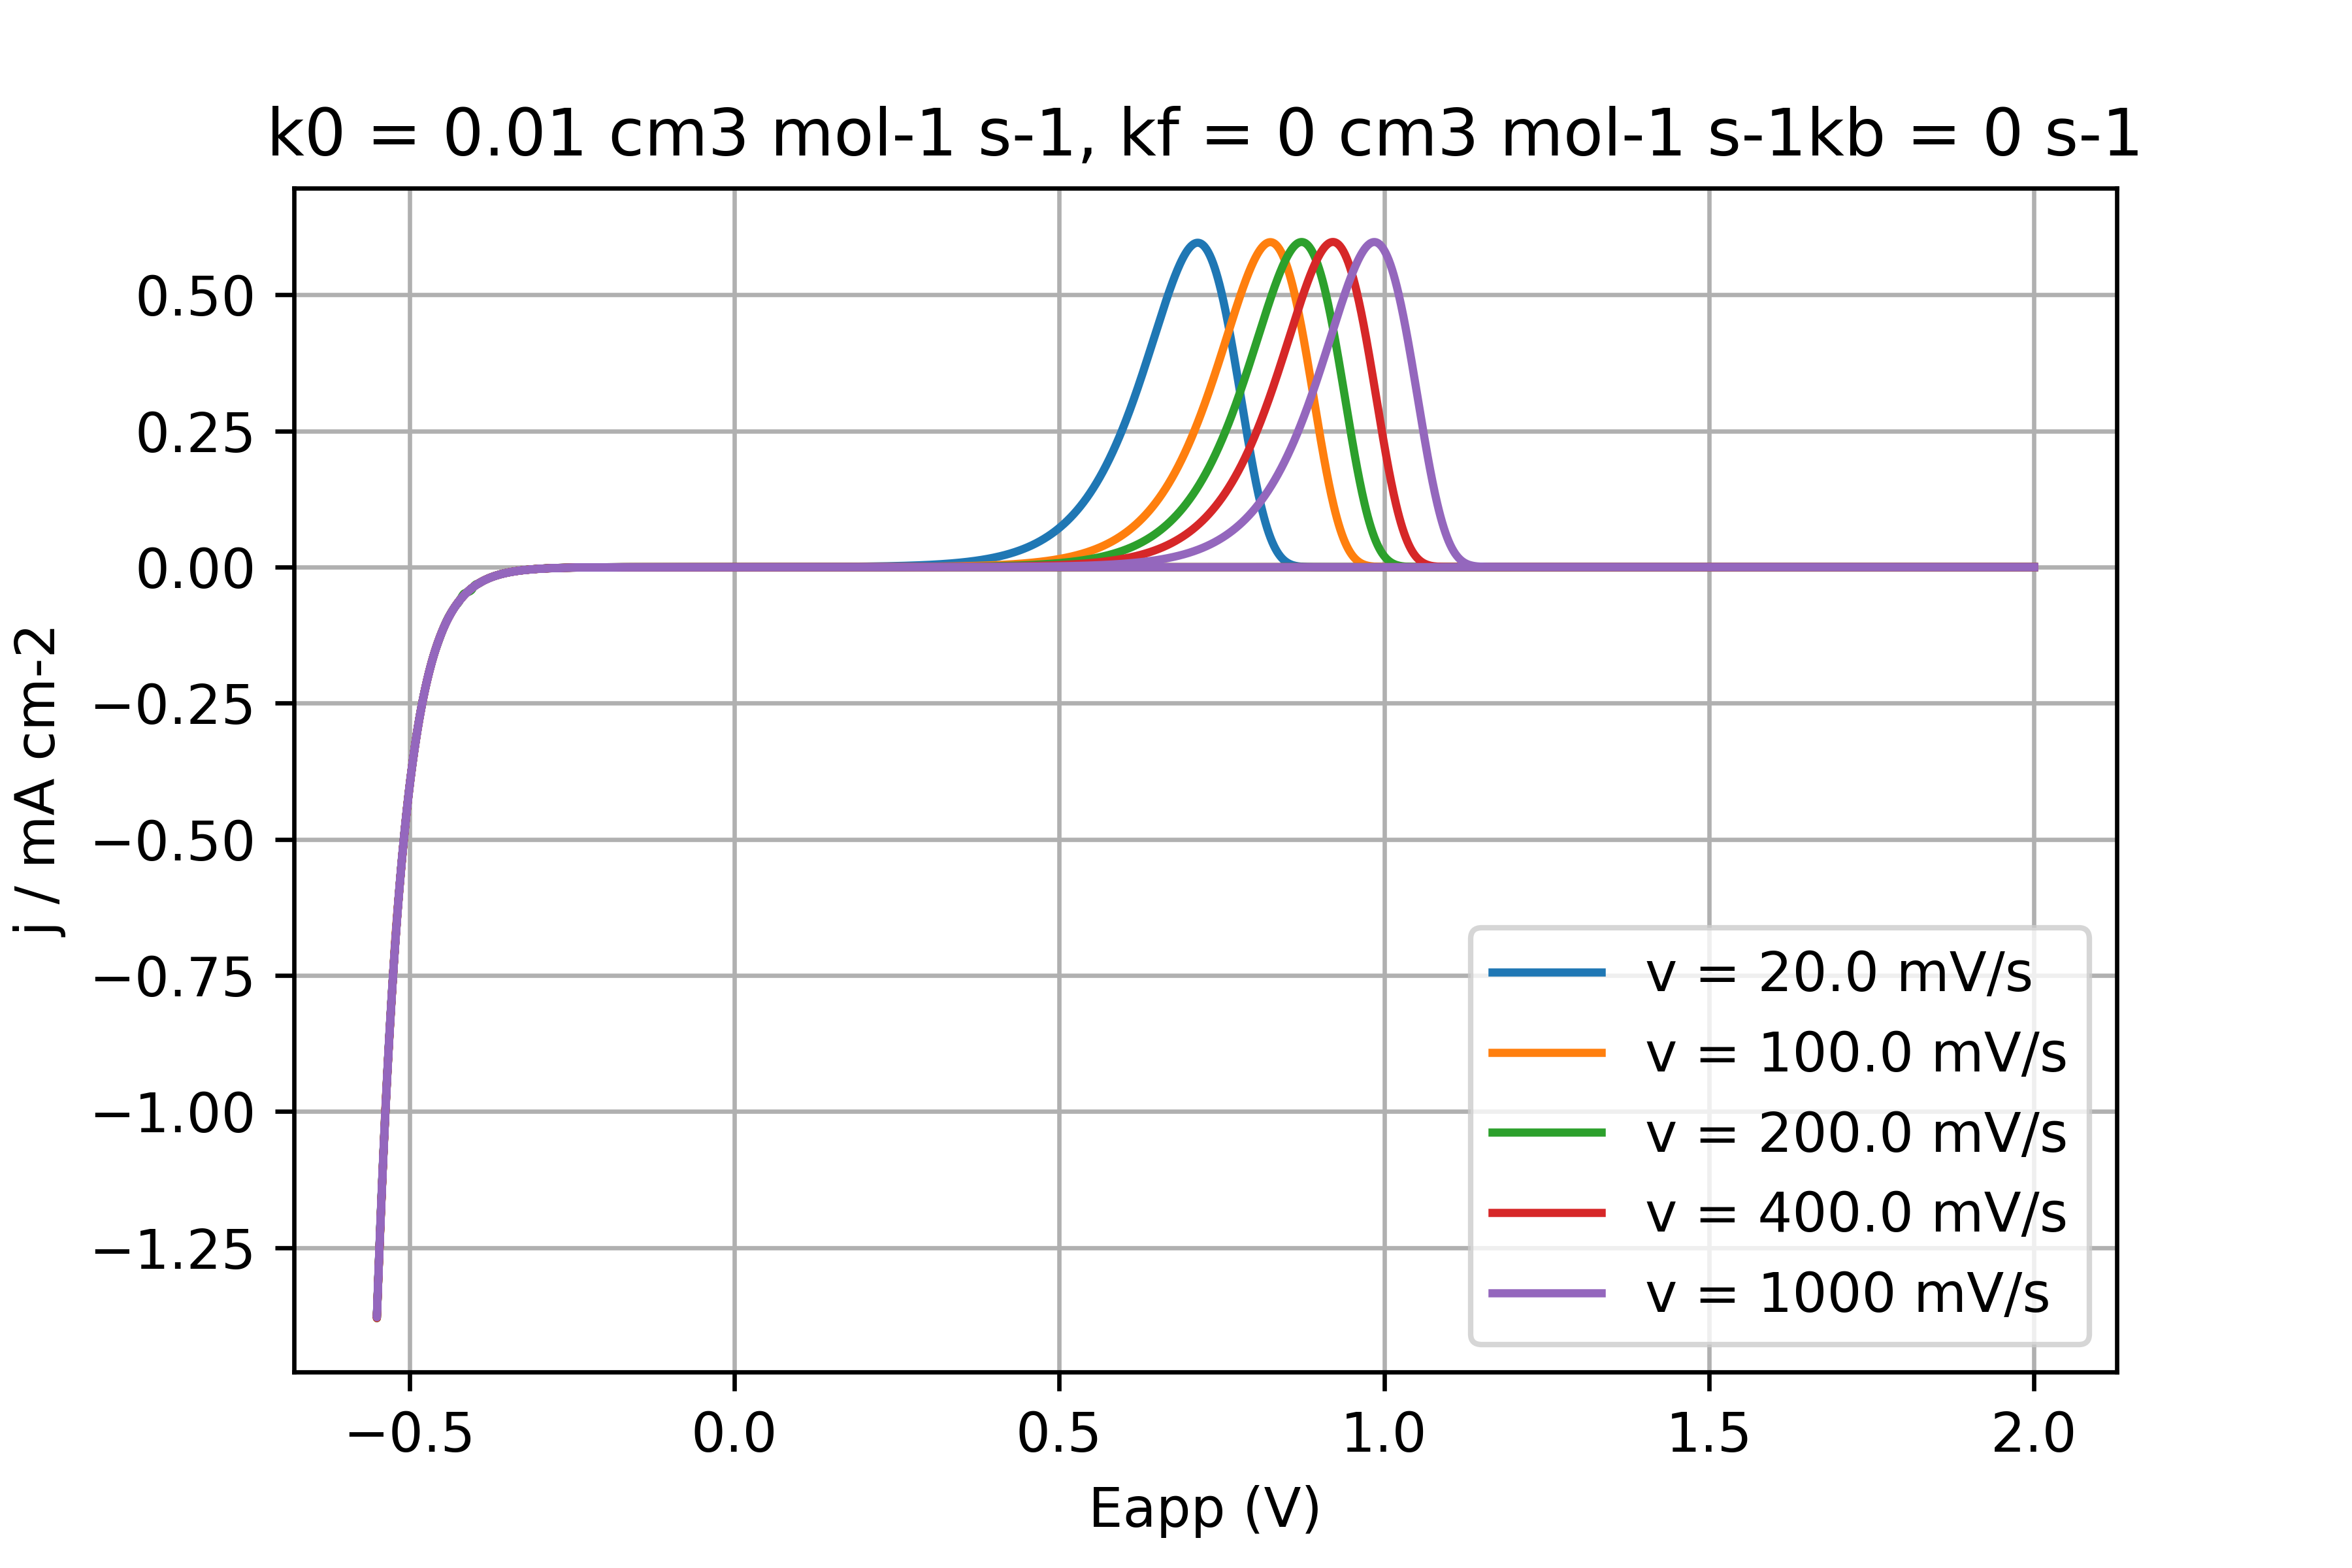 k0 = 0.01 cm3 mol-1 s-1, kf = 0 cm3 mol-1 s-1kb = 0 s-1
j / mA cm-2
0.50
0.25
0.00
−0.25
−0.50
−0.75
−1.00
−1.25
v = 20.0 mV/s
v = 100.0 mV/s
v = 200.0 mV/s
v = 400.0 mV/s
v = 1000 mV/s
−0.5 0.0 0.5 1.0 1.5 2.0
Eapp (V)